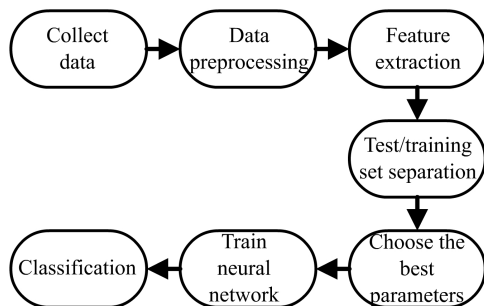 Collect
data
Data
preprocessing
Feature
extraction
Test/training
set separation
Choose the
best
parameters
Train
neural
network
Classification